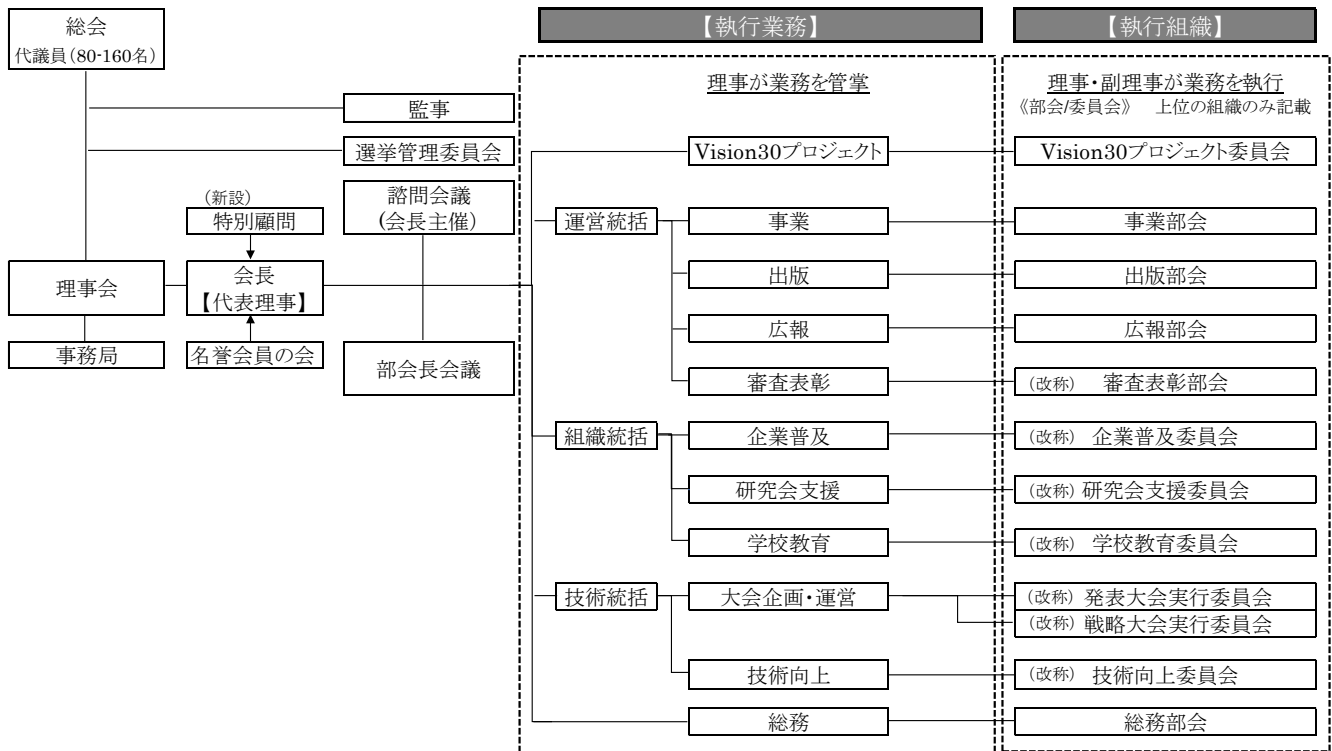 総会
代議員（80-160名）
監事
選挙管理委員会
諮問会議
(会長主催）
（新設）
特別顧問
理事会
会長
【代表理事】
事務局
名誉会員の会
部会長会議
【執行業務】
理事が業務を管掌
Vision30プロジェクト
運営統括
事業
出版
広報
審査表彰
組織統括
企業普及
研究会支援
学校教育
技術統括
大会企画・運営
技術向上
総務
【執行組織】
理事・副理事が業務を執行
《部会/委員会》　上位の組織のみ記載
Vision30プロジェクト委員会
事業部会
出版部会
広報部会
（改称） 審査表彰部会
（改称） 企業普及委員会
（改称） 研究会支援委員会
（改称） 学校教育委員会
（改称） 発表大会実行委員会
（改称） 戦略大会実行委員会
（改称） 技術向上委員会
総務部会